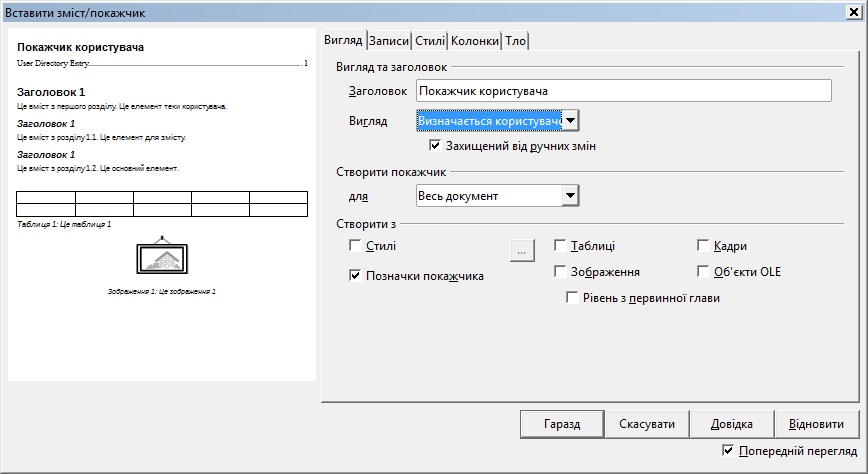 Вставити зміст/покажчик
Покажчик користувача
User Directory Entry 1
Заголовок 1
Це вміст з першого розділу. Це елемент теки користувача.
Заголовок 1
Це вміст з розділу1.1. Це елемент для змісту.
Заголовок 1
Це вміст з розділу1.2. Це основний елемент.
Таблиця 1: Це таблиця 1
Зображення 1: Це зображення 1
Вигляд Записи Стилі Колонки Тло
Вигляд та заголовок
Заголовок Покажчик користувача
Вигляд Визначається користуваче
Захищений від ручних змін
Створити покажчик
для Весь документ
Створити з
Стилі ... Таблиці Кадри
Позначки покажчика Зображення Об'єкти OLE
Рівень з первинної глави
Гаразд Скасувати Довідка Відновити
Попередній перегляд